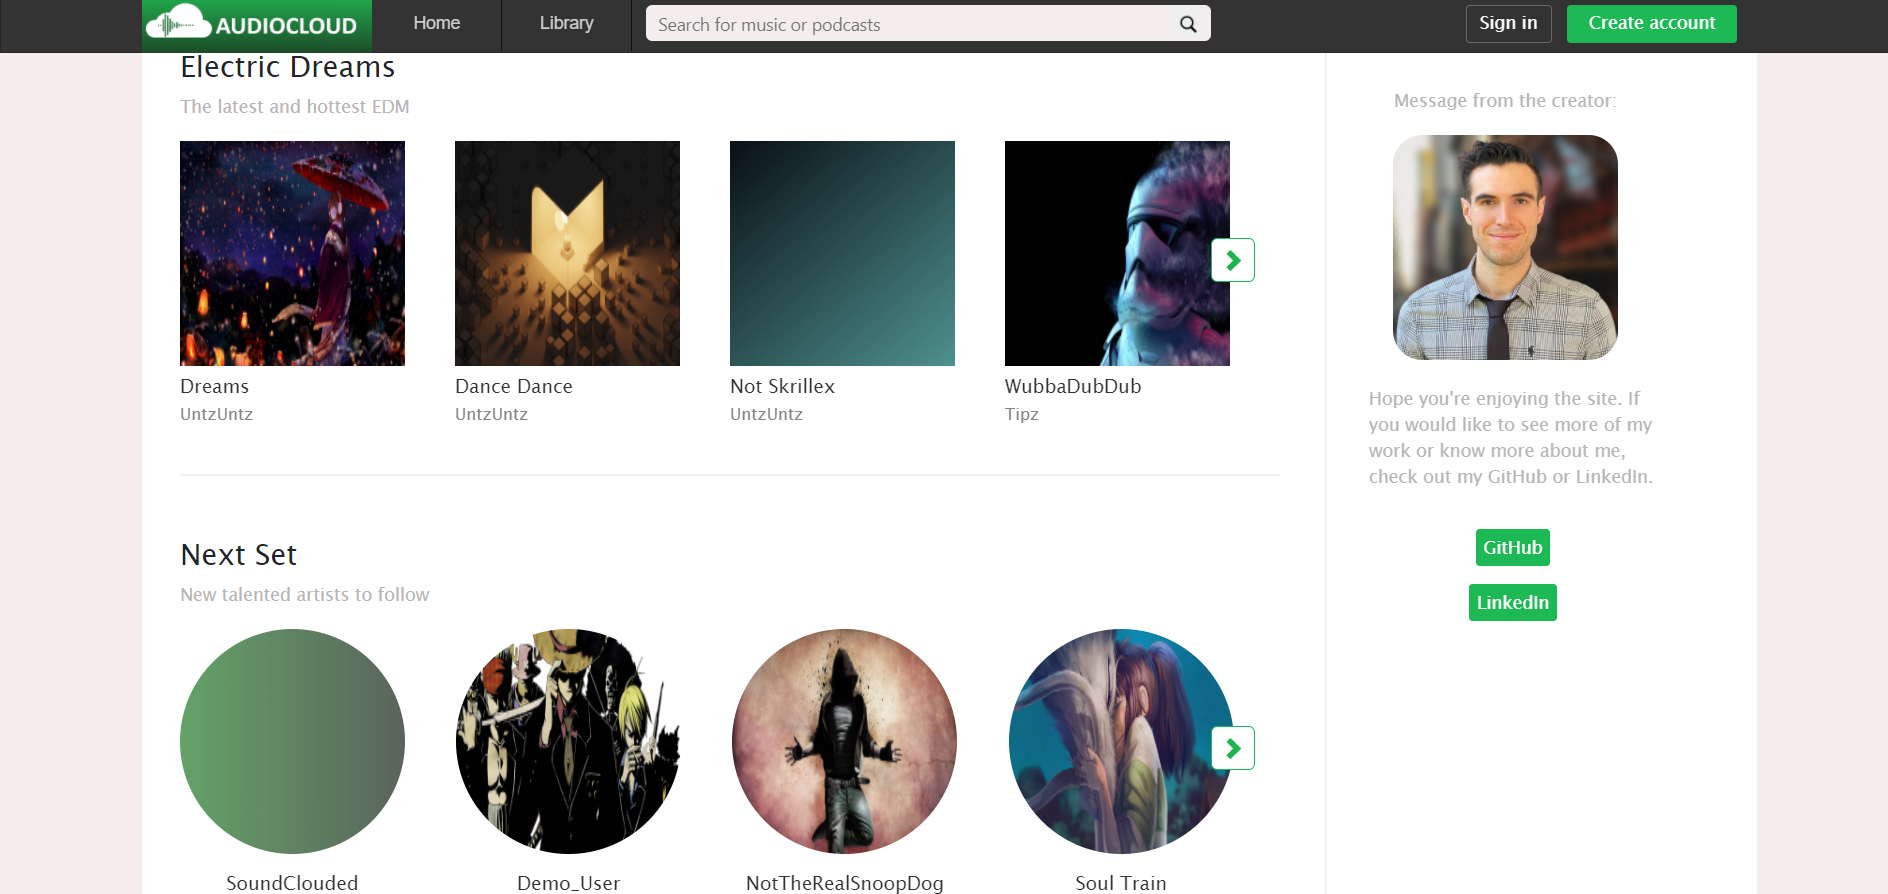 AUDIOCLOUD
Home
Library
Search for music or podcasts
Sign in
Create account
Electric Dreams
The latest and hottest EDM
Dreams
UntzUntz
Dance Dance
UntzUntz
Not Skrillex
UntzUntz
WubbaDubDub
Tipz
Next Set
New talented artists to follow
SoundClouded
Demo_User
NotTheRealSnoopDog
Soul Train
Message from the creator:
Hope you're enjoying the site. If
you would like to see more of my
work or know more about me,
check out my GitHub or LinkedIn.
GitHub
LinkedIn